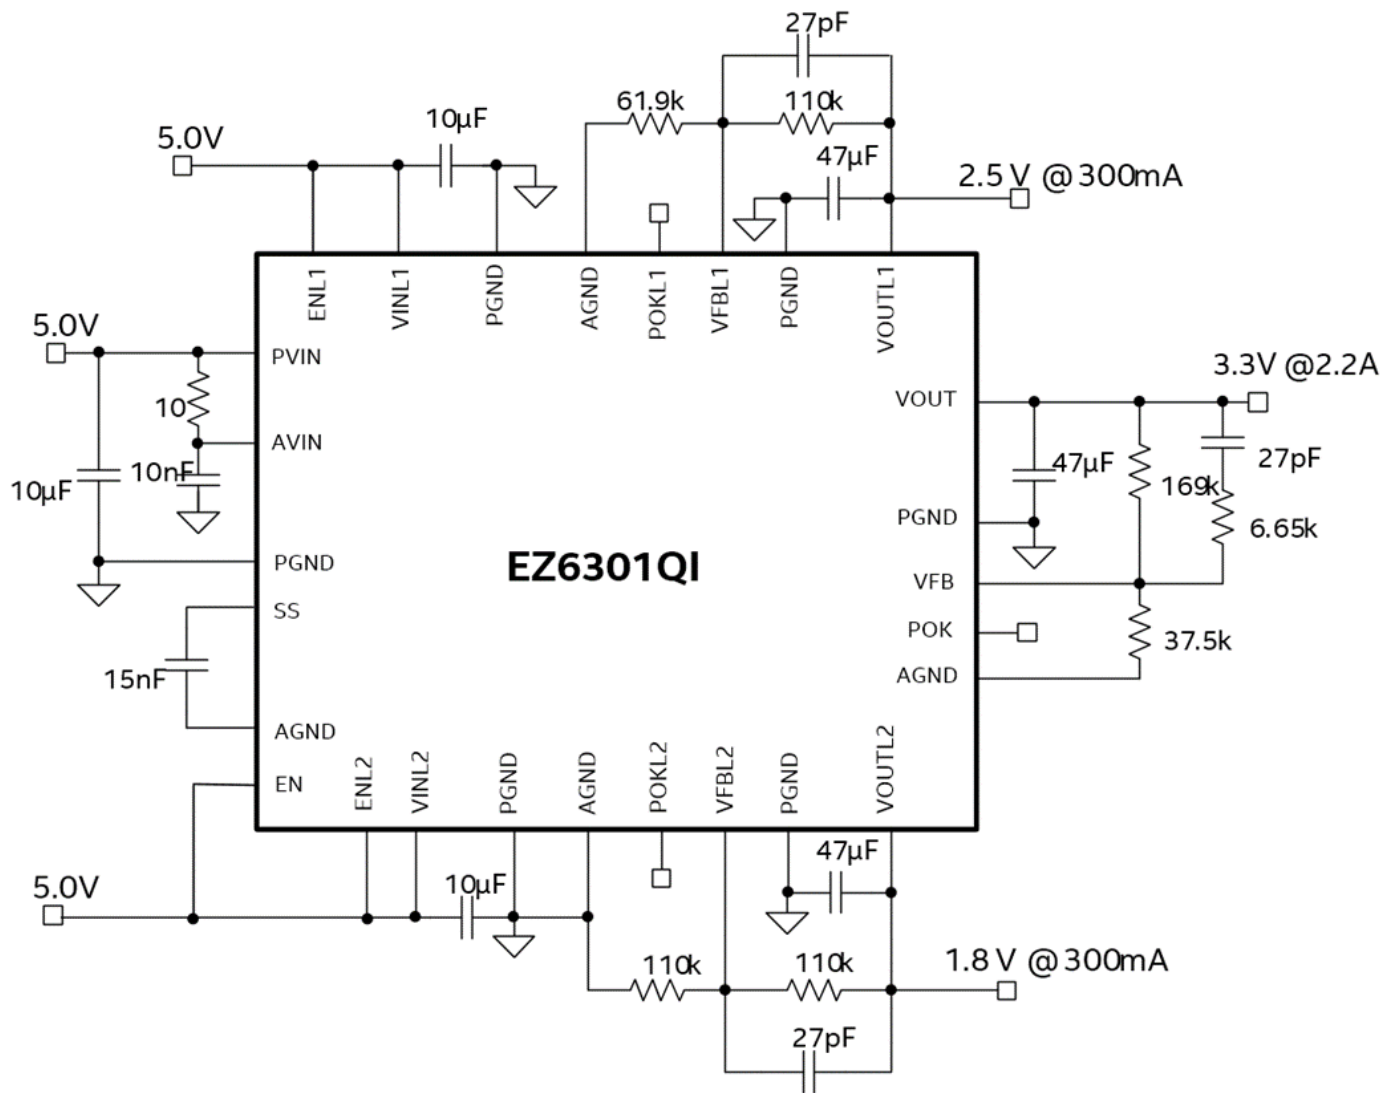 27pF
61.9k
110k
10µF
5.0V
47µF
2.5 V @ 300mA
ENL1
VINL1
PGND
AGND
POKL1
VFBL1
PGND
VOUTL1
5.0V
PVIN
3.3V @2.2A
VOUT
10
AVIN
10nF
10µF
47µF
27pF
169k
6.65k
PGND
PGND
EZ6301QI
VFB
SS
POK
37.5k
15nF
AGND
AGND
EN
ENL2
VINL2
PGND
AGND
POKL2
VFBL2
PGND
VOUTL2
5.0V
10µF
47µF
110k
110k
1.8 V @ 300mA
27pF